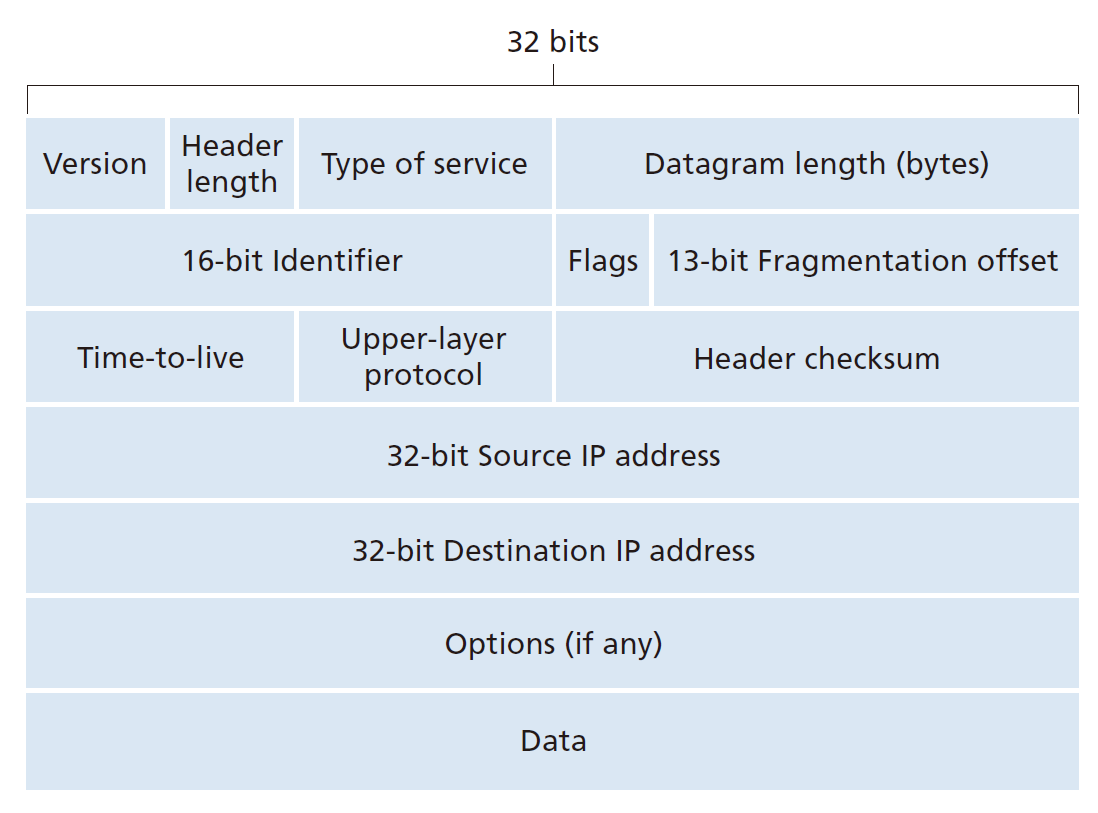 32 bits
Version
Header
length
Type of service
Datagram length (bytes)
16-bit Identifier
Flags
13-bit Fragmentation offset
Time-to-live
Upper-layer
protocol
Header checksum
32-bit Source IP address
32-bit Destination IP address
Options (if any)
Data